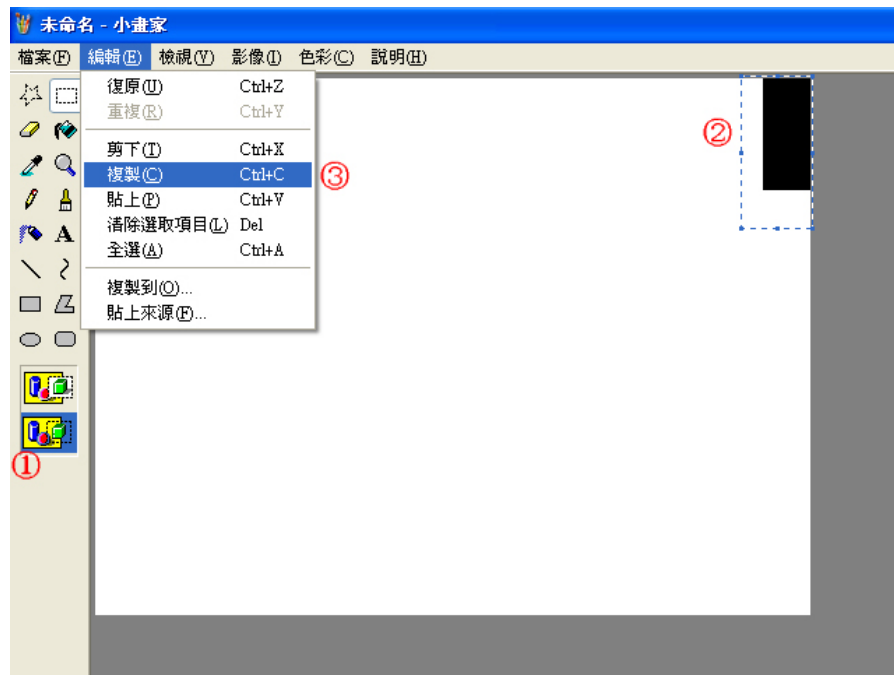 未命名 - 小畫家
檔案(F) 編輯(E) 檢視(V) 影像(I) 色彩(C) 說明(H)
復原(U) Ctrl+Z
重複(R) Ctrl+Y
剪下(T) Ctrl+X
複製(C) Ctrl+C
貼上(P) Ctrl+V
清除選取項目(L) Del
全選(A) Ctrl+A
複製到(O)...
貼上來源(F)...
A
①
②
③